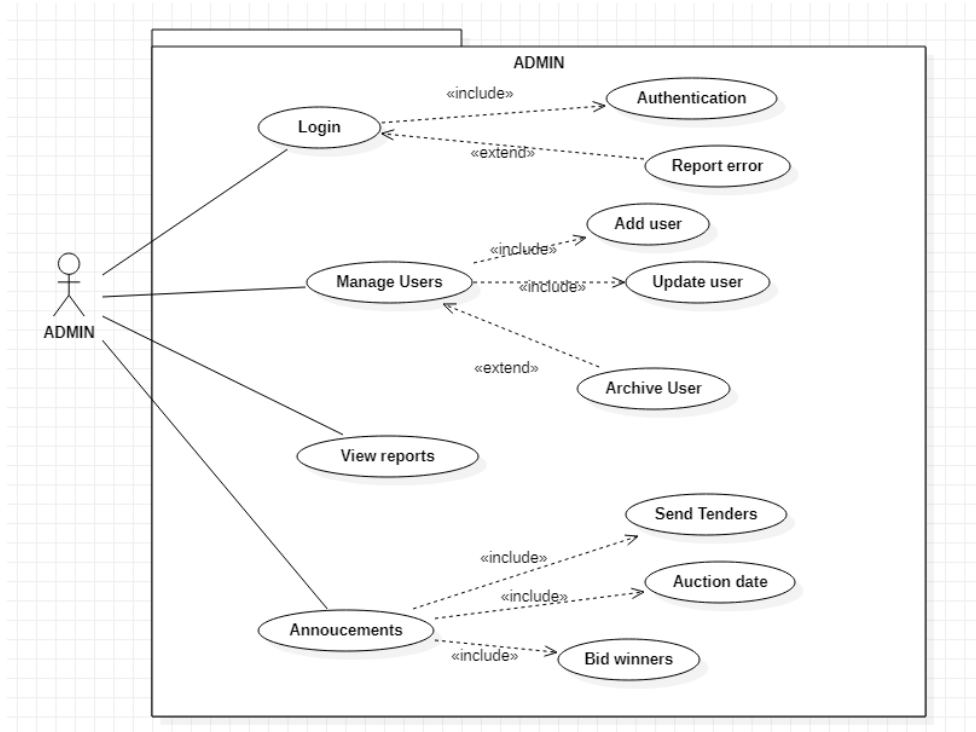 ADMIN
«include»
Authentication
Login
«extend»
Report error
Add user
«include»
Manage Users
«include»
Update user
ADMIN
«extend»
Archive User
View reports
Send Tenders
«include»
Auction date
«include»
Annoucements
«include»
Bid winners